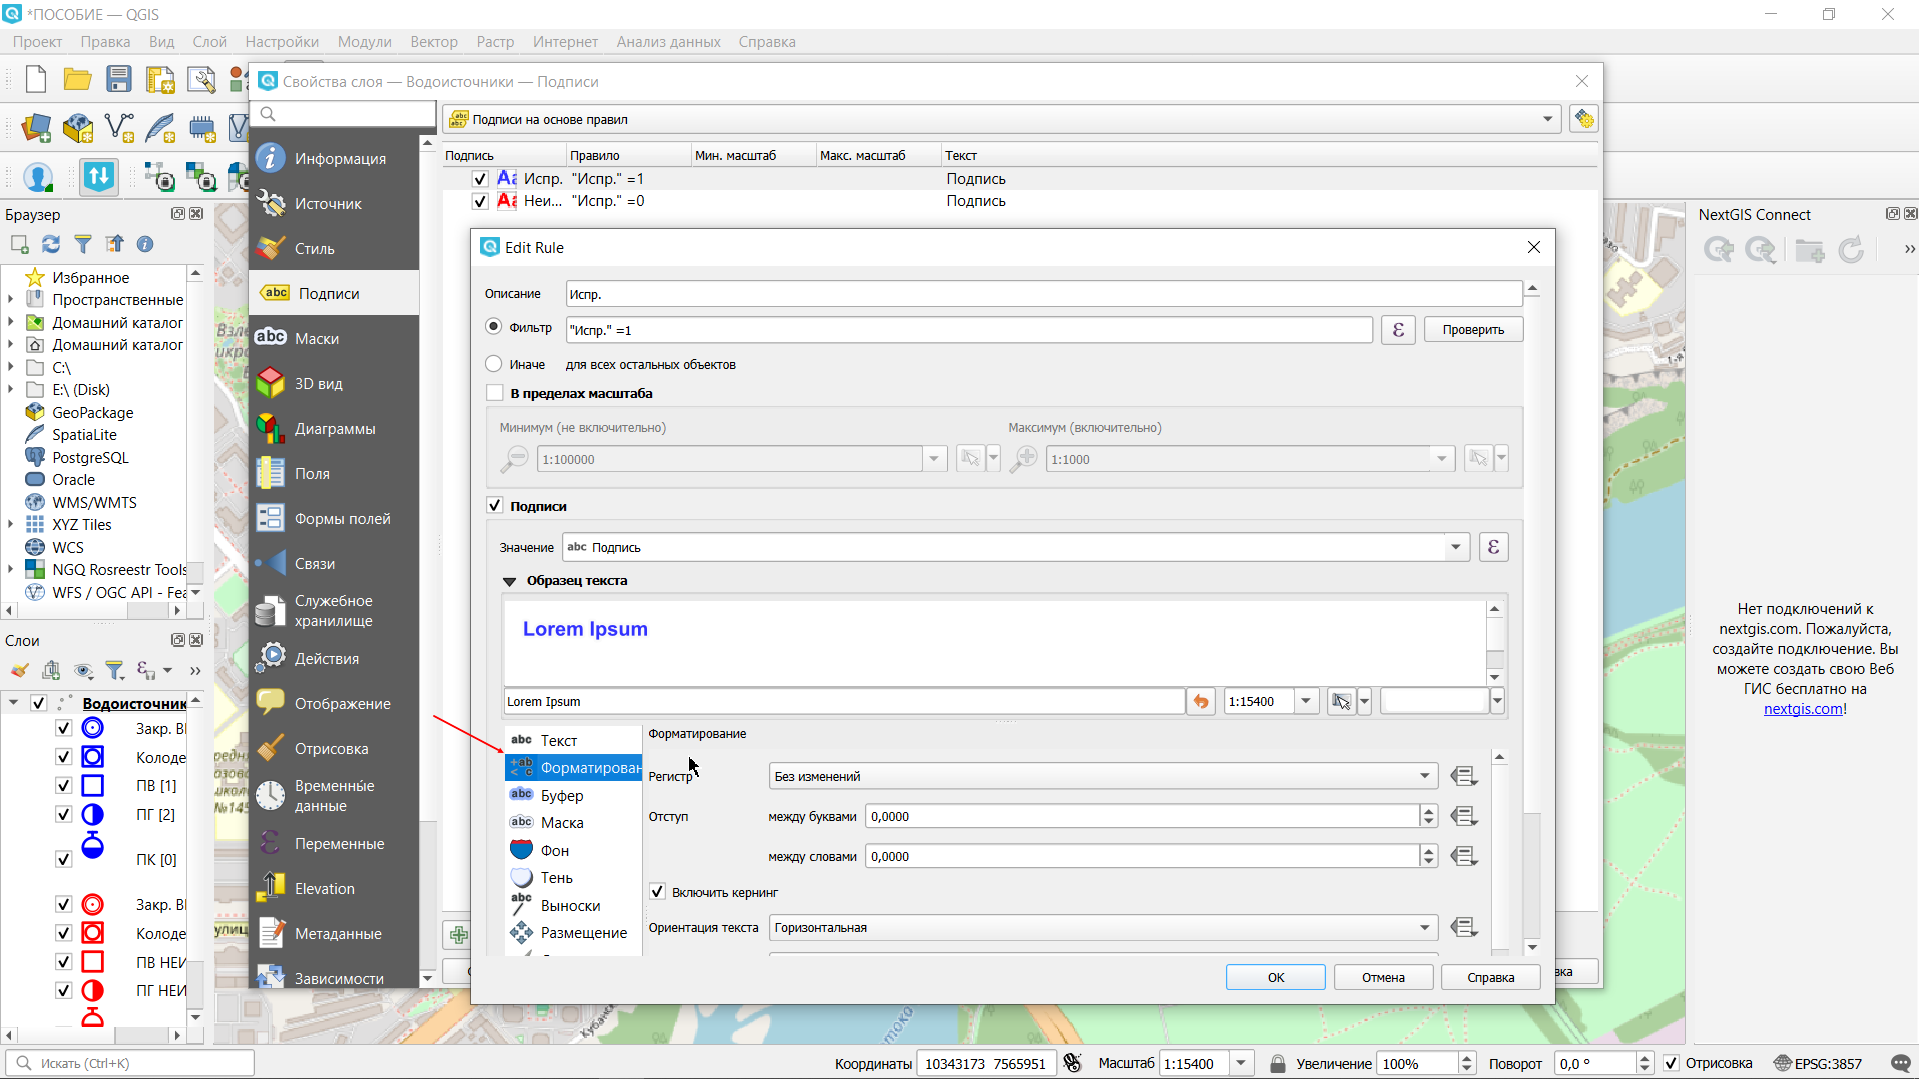 *ПОСОБИЕ — QGIS
Проект Правка Вид Слой Настройки Модули Вектор Растр Интернет Анализ данных Справка
Свойства слоя — Водоисточники — Подписи
Подписи на основе правил
Подпись Правило Мин. масштаб Макс. масштаб Текст
Испр. "Испр." =1 Подпись
Неи... "Испр." =0 Подпись
Информация
Источник
Стиль
Подписи
Маски
3D вид
Диаграммы
Поля
Формы полей
Связи
Служебное
хранилище
Действия
Отображение
Отрисовка
Временные
данные
Переменные
Elevation
Метаданные
Зависимости
Браузер
Избранное
Пространственные
Домашний каталог
Домашний каталог
C:\
E:\ (Disk)
GeoPackage
SpatiaLite
PostgreSQL
Oracle
WMS/WMTS
XYZ Tiles
WCS
NGQ Rosreestr Tools
WFS / OGC API - Fea
Слои
Водоисточник
Закр. В
Колоде
ПВ [1]
ПГ [2]
ПК [0]
Закр. В
Колоде
ПВ НЕИ
ПГ НЕИ
Edit Rule
Описание Испр.
Фильтр "Испр." =1 ε Проверить
Иначе для всех остальных объектов
В пределах масштаба
Минимум (не включительно) Максимум (включительно)
1:100000 1:1000
Подписи
Значение abc Подпись ε
Образец текста
Lorem Ipsum
Lorem Ipsum 1:15400
Текст
Форматирован
Буфер
Маска
Фон
Тень
Выноски
Размещение
Форматирование
Регистр Без изменений
Отступ между буквами 0,0000
между словами 0,0000
Включить кернинг
Ориентация текста Горизонтальная
OK Отмена Справка
вка
NextGIS Connect
Нет подключений к
nextgis.com. Пожалуйста,
создайте подключение. Вы
можете создать свою Веб
ГИС бесплатно на
nextgis.com!
Искать (Ctrl+K)
Координаты 10343173 7565951 Масштаб 1:15400 Увеличение 100% Поворот 0,0 ° Отрисовка EPSG:3857